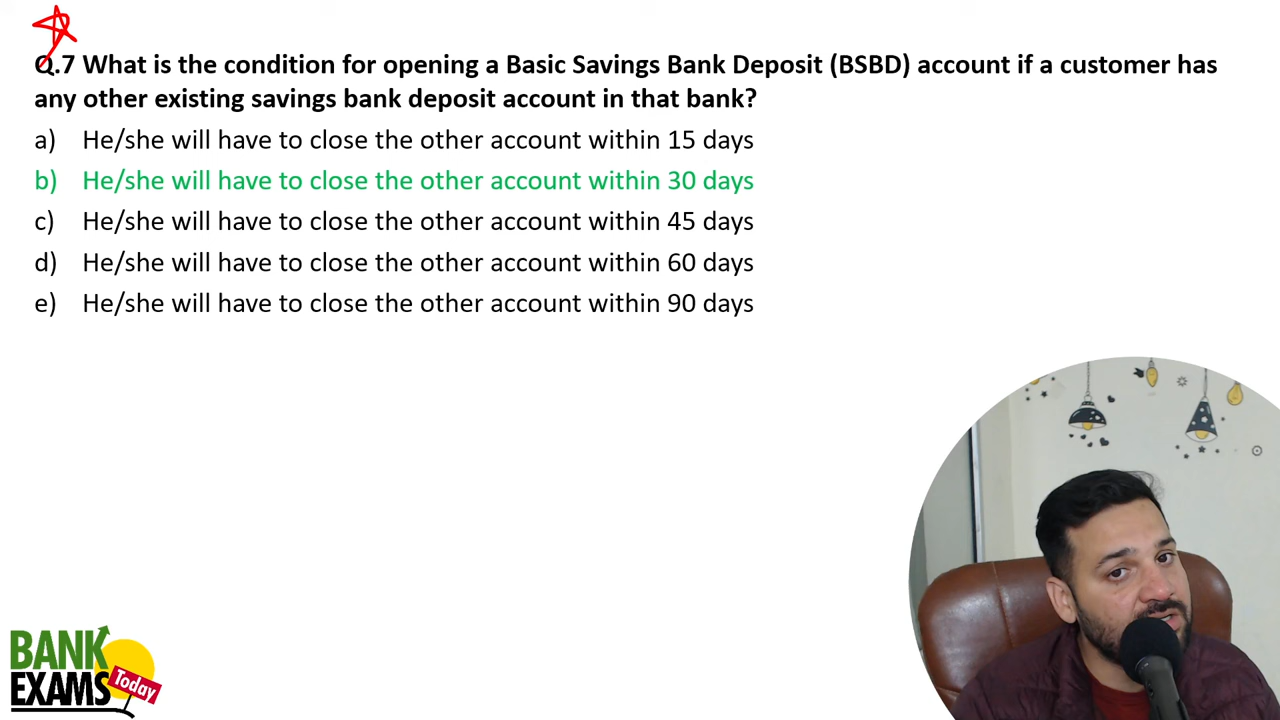 Q.7 What is the condition for opening a Basic Savings Bank Deposit (BSBD) account if a customer has
any other existing savings bank deposit account in that bank?
a) He/she will have to close the other account within 15 days
b) He/she will have to close the other account within 30 days
c) He/she will have to close the other account within 45 days
d) He/she will have to close the other account within 60 days
e) He/she will have to close the other account within 90 days
BANK
EXAMS
Today